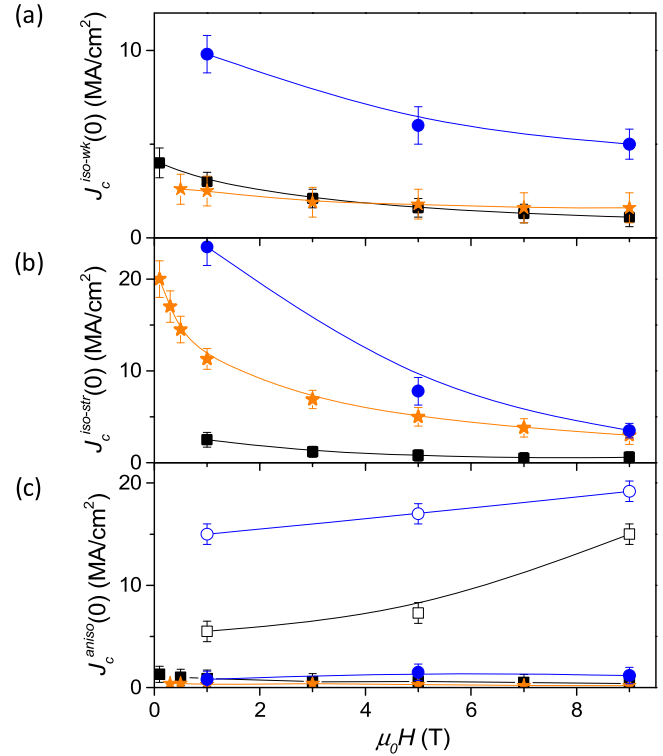 (a)
10
0
J_c^{iso-wk}(0) (MA/cm²)
(b)
20
10
0
J_c^{iso-str}(0) (MA/cm²)
(c)
20
10
0
J_c^{aniso}(0) (MA/cm²)
0 2 4 6 8
μ₀H (T)